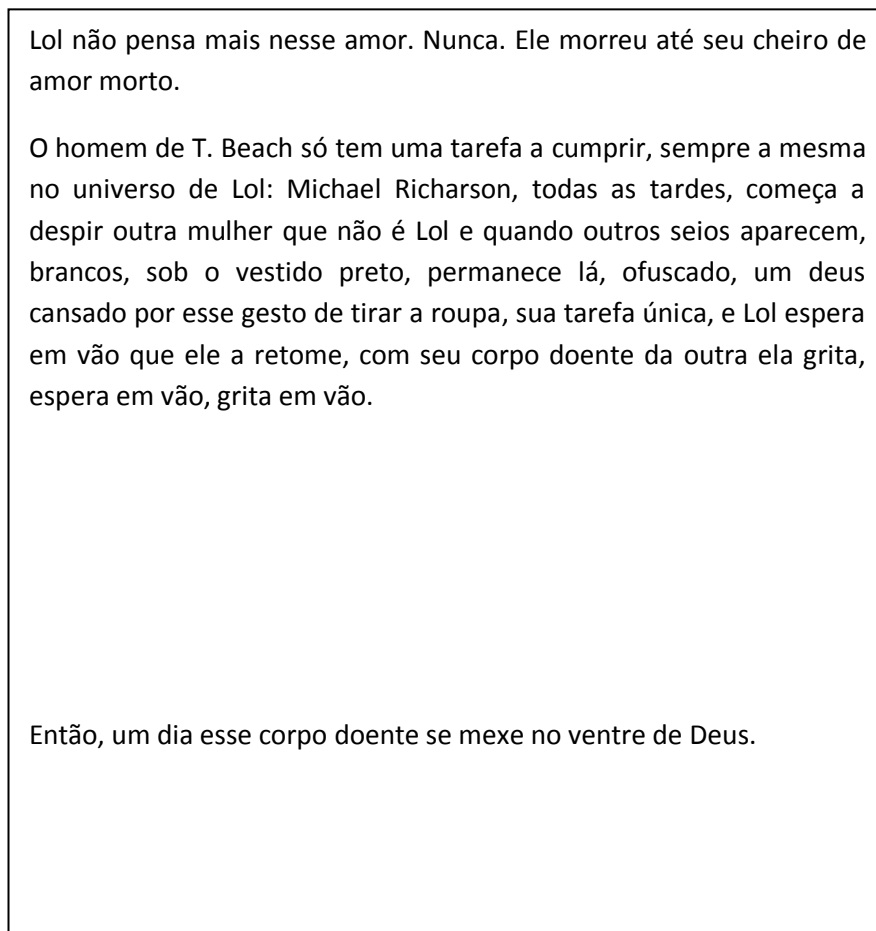 Lol não pensa mais nesse amor. Nunca. Ele morreu até seu cheiro de
amor morto.
O homem de T. Beach só tem uma tarefa a cumprir, sempre a mesma
no universo de Lol: Michael Richarson, todas as tardes, começa a
despir outra mulher que não é Lol e quando outros seios aparecem,
brancos, sob o vestido preto, permanece lá, ofuscado, um deus
cansado por esse gesto de tirar a roupa, sua tarefa única, e Lol espera
em vão que ele a retome, com seu corpo doente da outra ela grita,
espera em vão, grita em vão.
Então, um dia esse corpo doente se mexe no ventre de Deus.